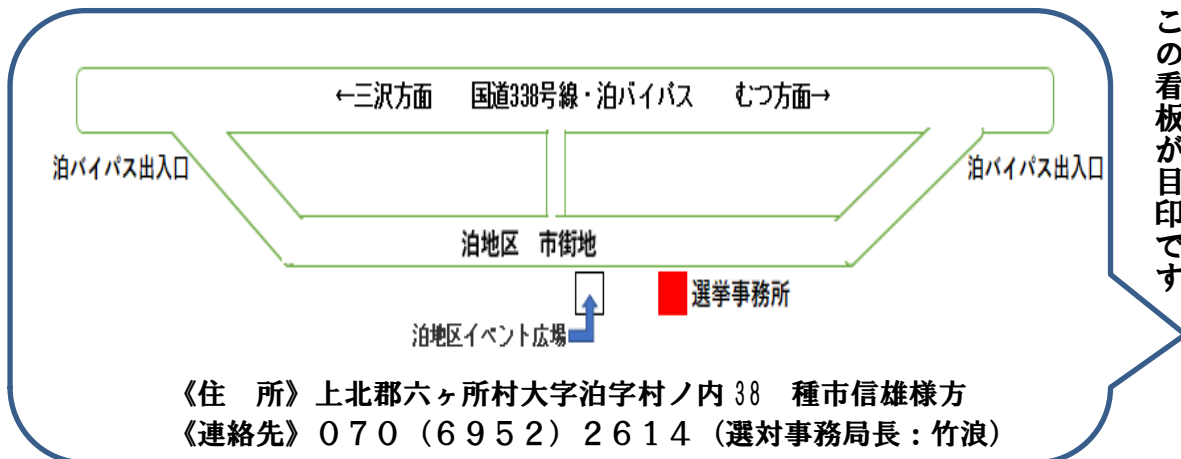 この看板が目印です
←三沢方面 国道338号線・泊バイパス むつ方面→
泊バイパス出入口
泊バイパス出入口
泊地区 市街地
選挙事務所
泊地区イベント広場
《住 所》上北郡六ヶ所村大字泊字村ノ内38 種市信雄様方
《連絡先》070(6952)2614(選対事務局長:竹浪)